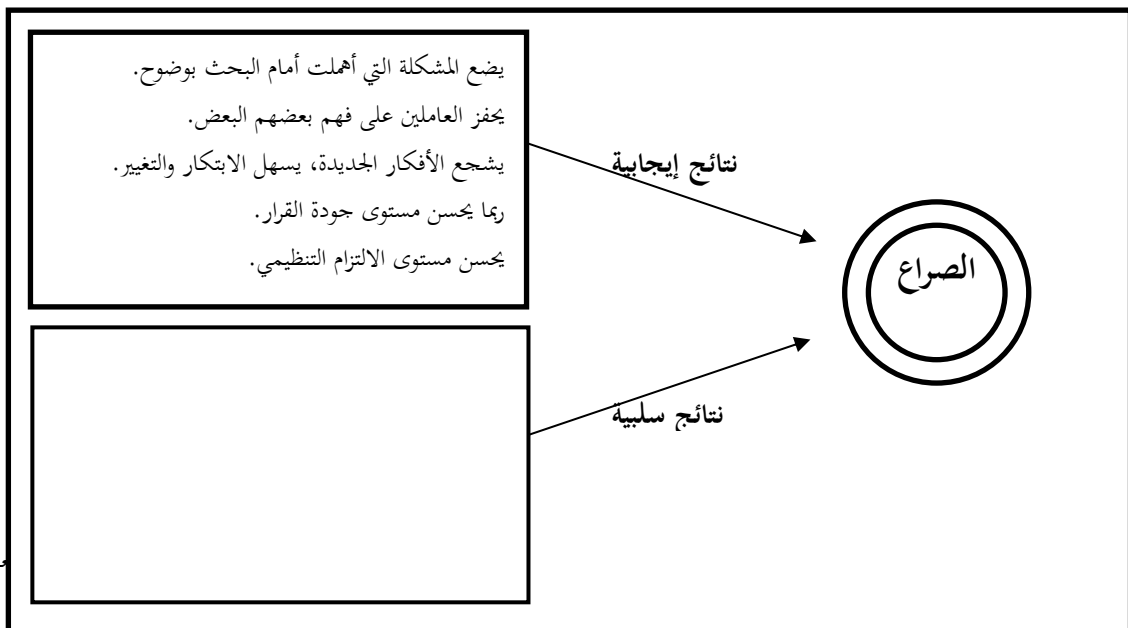 يضع المشكلة التي أهملت أمام البحث بوضوح.
يحفز العاملين على فهم بعضهم البعض.
يشجع الأفكار الجديدة، يسهل الابتكار والتغيير.
ربما يحسن مستوى جودة القرار.
يحسن مستوى الالتزام التنظيمي.
نتائج إيجابية
الصراع
نتائج سلبية